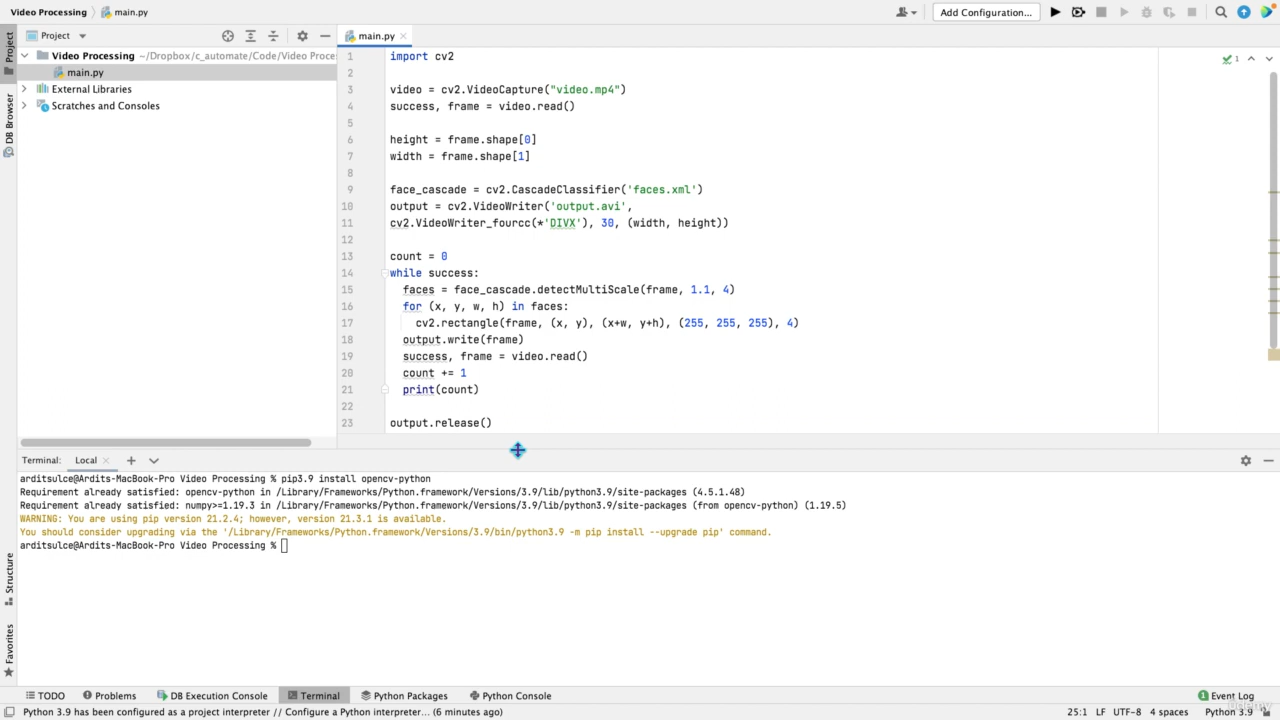 Video Processing
main.py
Add Configuration...
Project
Project
main.py
Video Processing ~/Dropbox/c_automate/Code/Video Proce
main.py
External Libraries
Scratches and Consoles
DB Browser
Structure
Favorites
1 import cv2
2
3 video = cv2.VideoCapture("video.mp4")
4 success, frame = video.read()
5
6 height = frame.shape[0]
7 width = frame.shape[1]
8
9 face_cascade = cv2.CascadeClassifier('faces.xml')
10 output = cv2.VideoWriter('output.avi',
11 cv2.VideoWriter_fourcc(*'DIVX'), 30, (width, height))
12
13 count = 0
14 while success:
15 faces = face_cascade.detectMultiScale(frame, 1.1, 4)
16 for (x, y, w, h) in faces:
17 cv2.rectangle(frame, (x, y), (x+w, y+h), (255, 255, 255), 4)
18 output.write(frame)
19 success, frame = video.read()
20 count += 1
21 print(count)
22
23 output.release()
1
Terminal: Local
arditsulce@Ardits-MacBook-Pro Video Processing % pip3.9 install opencv-python
Requirement already satisfied: opencv-python in /Library/Frameworks/Python.framework/Versions/3.9/lib/python3.9/site-packages (4.5.1.48)
Requirement already satisfied: numpy>=1.19.3 in /Library/Frameworks/Python.framework/Versions/3.9/lib/python3.9/site-packages (from opencv-python) (1.19.5)
WARNING: You are using pip version 21.2.4; however, version 21.3.1 is available.
You should consider upgrading via the '/Library/Frameworks/Python.framework/Versions/3.9/bin/python3.9 -m pip install --upgrade pip' command.
arditsulce@Ardits-MacBook-Pro Video Processing %
TODO Problems DB Execution Console Terminal Python Packages Python Console 1 Event Log
Python 3.9 has been configured as a project interpreter // Configure a Python interpreter... (6 minutes ago) 25:1 LF UTF-8 4 spaces Python 3.9
udemy